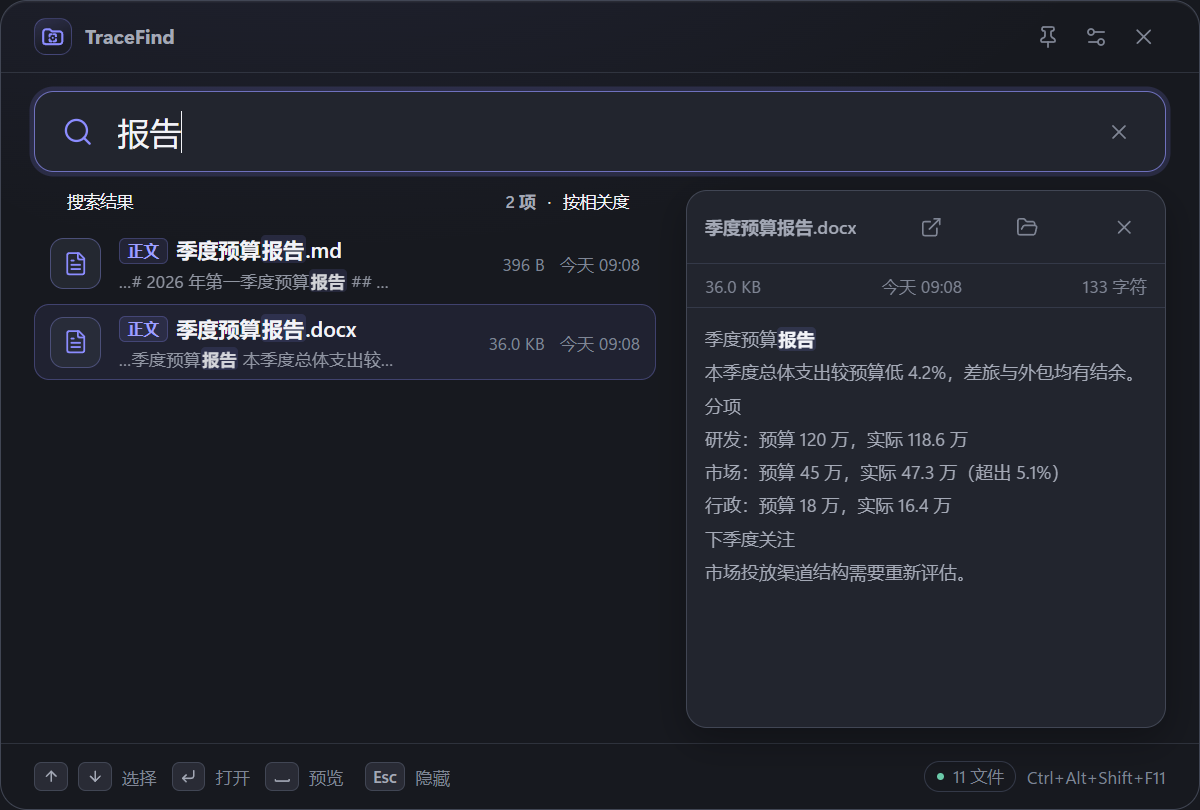 TraceFind
报告
搜索结果 2 项 · 按相关度
正文 季度预算报告.md
...# 2026 年第一季度预算报告 ## ...
396 B 今天 09:08
正文 季度预算报告.docx
...季度预算报告 本季度总体支出较...
36.0 KB 今天 09:08
季度预算报告.docx
36.0 KB 今天 09:08 133 字符
季度预算报告
本季度总体支出较预算低 4.2%，差旅与外包均有结余。
分项
研发：预算 120 万，实际 118.6 万
市场：预算 45 万，实际 47.3 万（超出 5.1%）
行政：预算 18 万，实际 16.4 万
下季度关注
市场投放渠道结构需要重新评估。
选择 打开 预览 Esc 隐藏
11 文件 Ctrl+Alt+Shift+F11